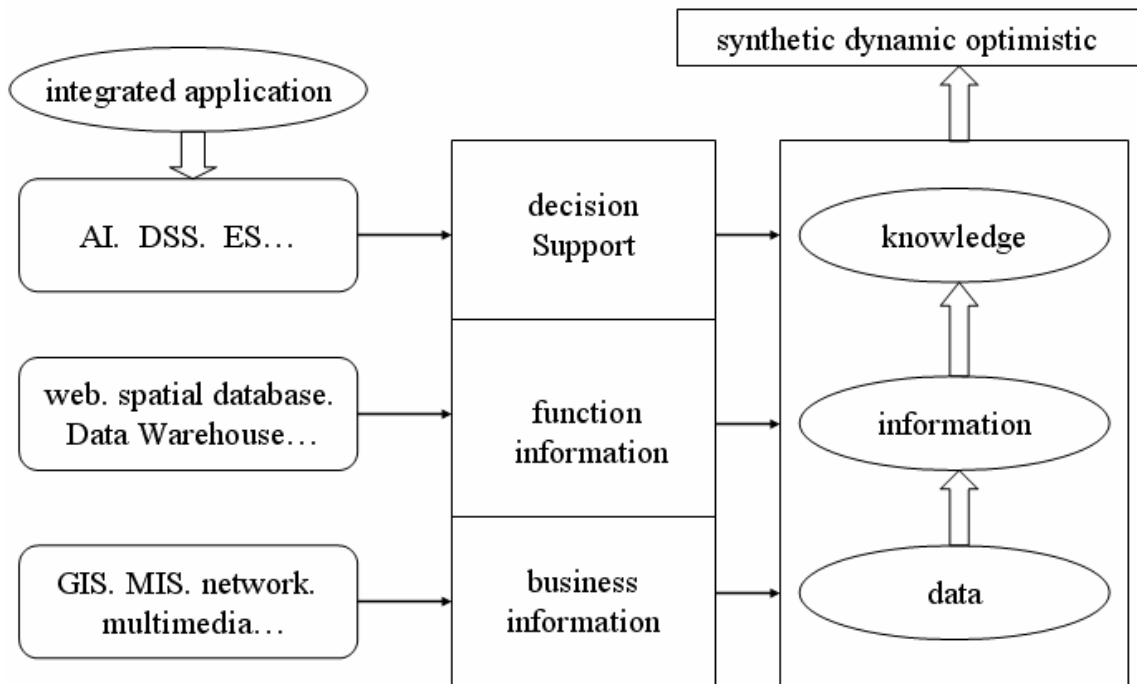 synthetic dynamic optimistic
integrated application
AI. DSS. ES...
decision
Support
knowledge
web. spatial database.
Data Warehouse...
function
information
information
GIS. MIS. network.
multimedia...
business
information
data